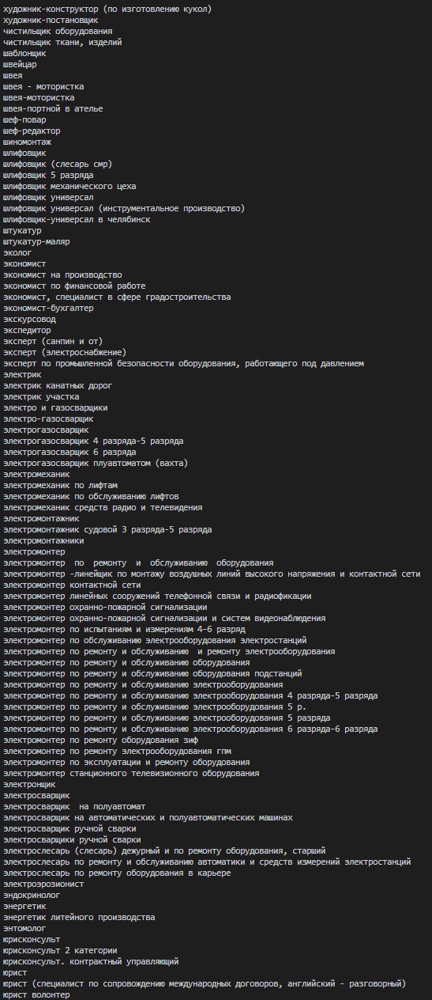 художник-конструктор (по изготовлению кукол)
художник-постановщик
чистильщик оборудования
чистильщик ткани, изделий
шаблонщик
швейцар
швея
швея - мотористка
швея-мотористка
швея-портной в ателье
шеф-повар
шеф-редактор
шиномонтаж
шлифовщик
шлифовщик (слесарь смр)
шлифовщик 5 разряда
шлифовщик механического цеха
шлифовщик универсал
шлифовщик универсал (инструментальное производство)
шлифовщик-универсал в челябинск
штукатур
штукатур-маляр
эколог
экономист
экономист на производство
экономист по финансовой работе
экономист, специалист в сфере градостроительства
экономист-бухгалтер
экскурсовод
экспедитор
эксперт (санпин и от)
эксперт (электроснабжение)
эксперт по промышленной безопасности оборудования, работающего под давлением
электрик
электрик канатных дорог
электрик участка
электро и газосварщики
электро-газосварщик
электрогазосварщик
электрогазосварщик 4 разряда-5 разряда
электрогазосварщик 6 разряда
электрогазосварщик плуавтоматом (вахта)
электромеханик
электромеханик по лифтам
электромеханик по обслуживанию лифтов
электромеханик средств радио и телевидения
электромонтажник
электромонтажник судовой 3 разряда-5 разряда
электромонтажники
электромонтер
электромонтер  по  ремонту  и  обслуживанию  оборудования
электромонтер -линейщик по монтажу воздушных линий высокого напряжения и контактной сети
электромонтер контактной сети
электромонтер линейных сооружений телефонной связи и радиофикации
электромонтер охранно-пожарной сигнализации
электромонтер охранно-пожарной сигнализации и систем видеонаблюдения
электромонтер по испытаниям и измерениям 4-6 разряд
электромонтер по обслуживанию электрооборудования электростанций
электромонтер по ремонту и обслуживанию  и ремонту электрооборудования
электромонтер по ремонту и обслуживанию оборудования
электромонтер по ремонту и обслуживанию оборудования подстанций
электромонтер по ремонту и обслуживанию электрооборудования
электромонтер по ремонту и обслуживанию электрооборудования 4 разряда-5 разряда
электромонтер по ремонту и обслуживанию электрооборудования 5 р.
электромонтер по ремонту и обслуживанию электрооборудования 5 разряда
электромонтер по ремонту и обслуживанию электрооборудования 6 разряда-6 разряда
электромонтер по ремонту оборудования зиф
электромонтер по ремонту электрооборудования гпм
электромонтер по эксплуатации и ремонту оборудования
электромонтер станционного телевизионного оборудования
электронщик
электросварщик
электросварщик  на полуавтомат
электросварщик на автоматических и полуавтоматических машинах
электросварщик ручной сварки
электросварщики ручной сварки
электрослесарь (слесарь) дежурный и по ремонту оборудования, старший
электрослесарь по ремонту и обслуживанию автоматики и средств измерений электростанций
электрослесарь по ремонту оборудования в карьере
электроэрозионист
эндокринолог
энергетик
энергетик литейного производства
энтомолог
юрисконсульт
юрисконсульт 2 категории
юрисконсульт. контрактный управляющий
юрист
юрист (специалист по сопровождению международных договоров, английский - разговорный)
юрист волонтер